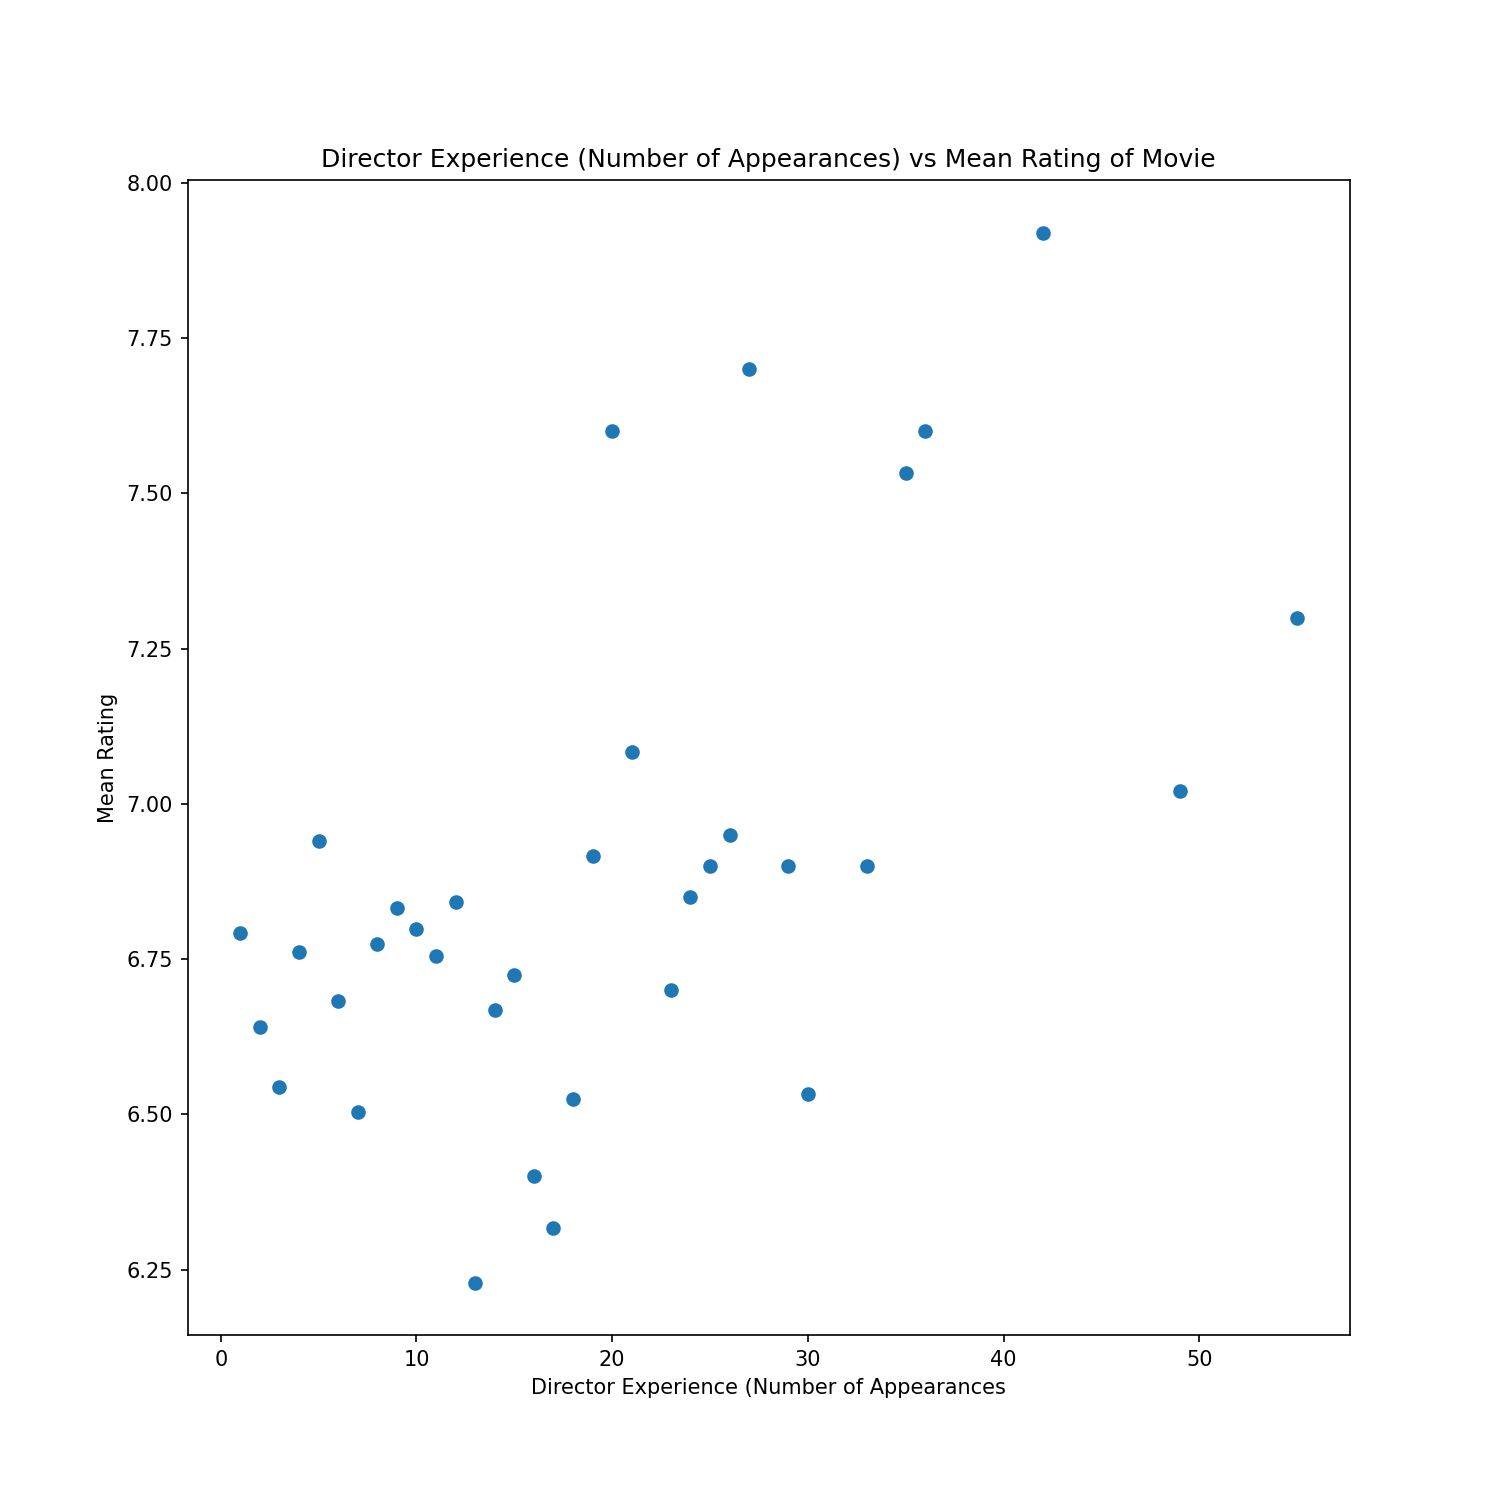 Director Experience (Number of Appearances) vs Mean Rating of Movie
8.00
7.75
7.50
7.25
7.00
6.75
6.50
6.25
Mean Rating
0 10 20 30 40 50
Director Experience (Number of Appearances